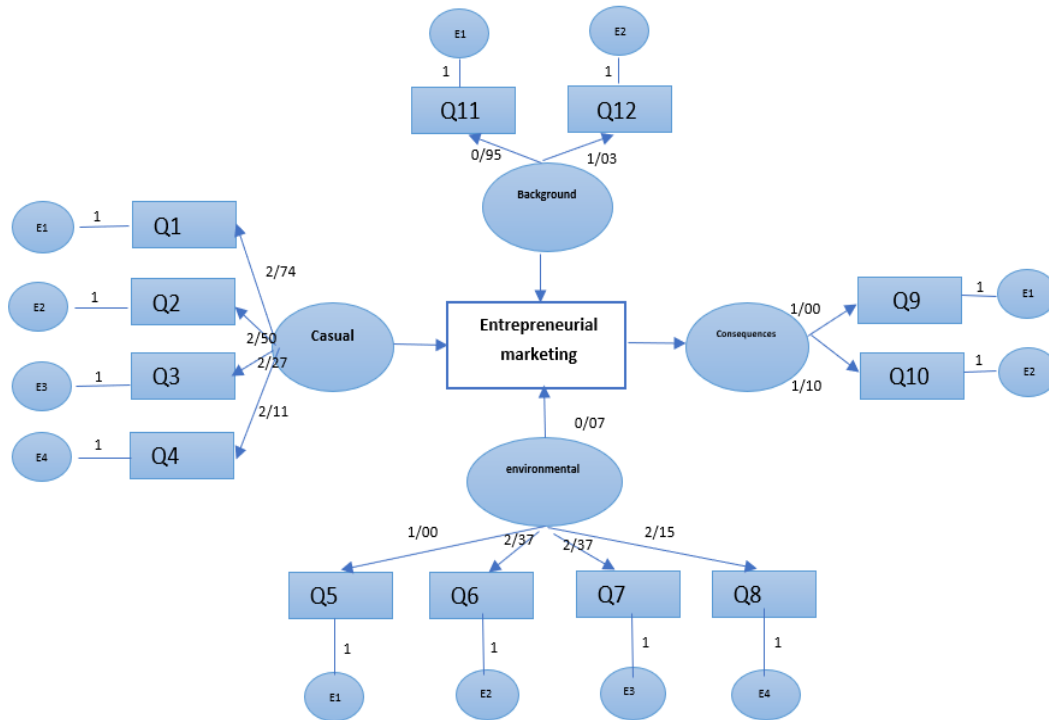 E1
E2
1
1
Q11
Q12
0/95
1/03
Background
E1
1
Q1
2/74
E2
1
Q2
2/50
E3
1
Q3
2/27
E4
1
Q4
2/11
Casual
Entrepreneurial
marketing
Consequences
1/00
Q9
1
E1
1/10
Q10
1
E2
0/07
environmental
1/00
2/37
2/37
2/15
Q5
Q6
Q7
Q8
1
1
1
1
E1
E2
E3
E4